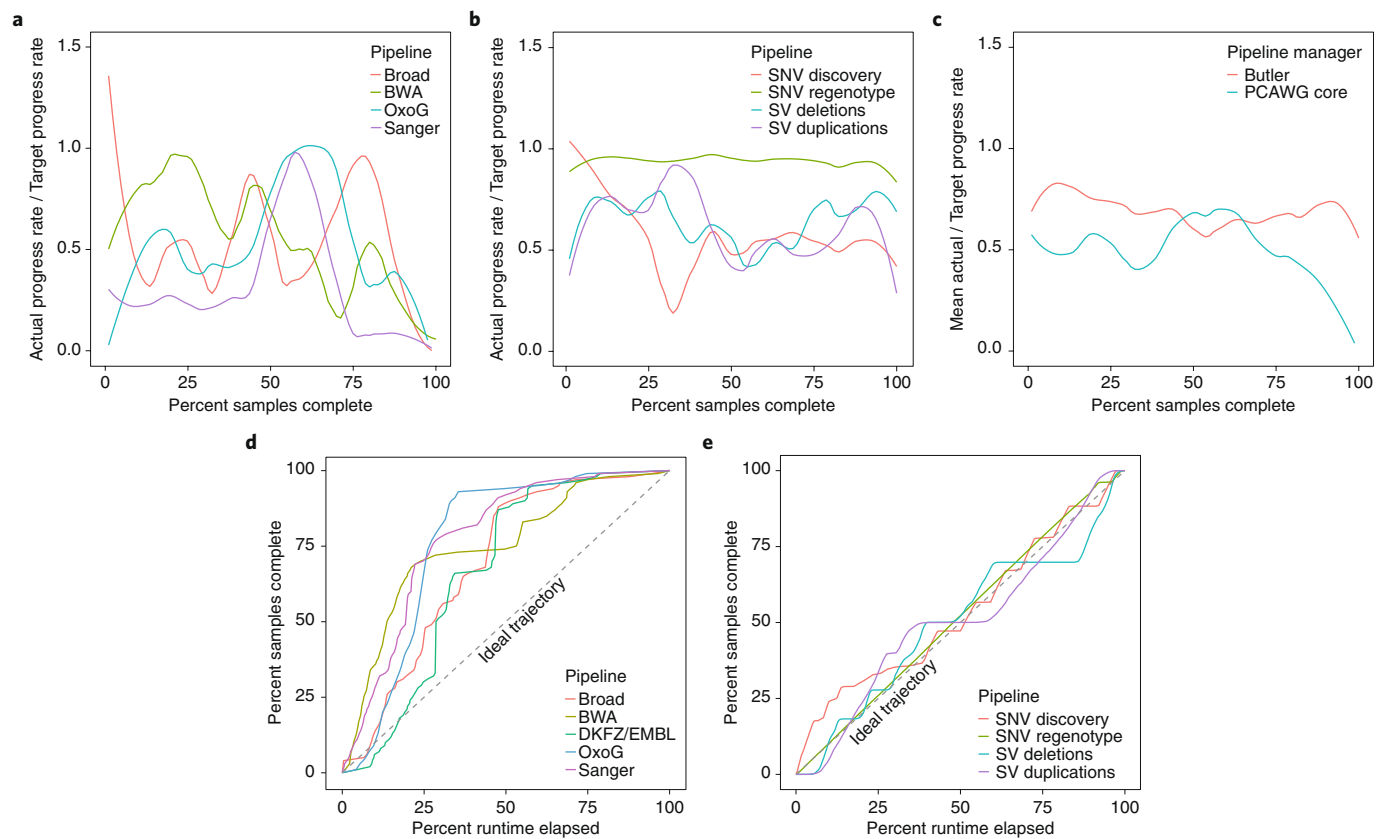 a
Actual progress rate / Target progress rate
1.5
1.0
0.5
0.0
0
25
50
75
100
Percent samples complete
Pipeline
Broad
BWA
OxoG
Sanger
b
Actual progress rate / Target progress rate
1.5
1.0
0.5
0.0
0
25
50
75
100
Percent samples complete
Pipeline
SNV discovery
SNV regenotype
SV deletions
SV duplications
c
Mean actual / Target progress rate
1.5
1.0
0.5
0.0
0
25
50
75
100
Percent samples complete
Pipeline manager
Butler
PCAWG core
d
Percent samples complete
100
75
50
25
0
0
25
50
75
100
Percent runtime elapsed
Ideal trajectory
Pipeline
Broad
BWA
DKFZ/EMBL
OxoG
Sanger
e
Percent samples complete
100
75
50
25
0
0
25
50
75
100
Percent runtime elapsed
Ideal trajectory
Pipeline
SNV discovery
SNV regenotype
SV deletions
SV duplications